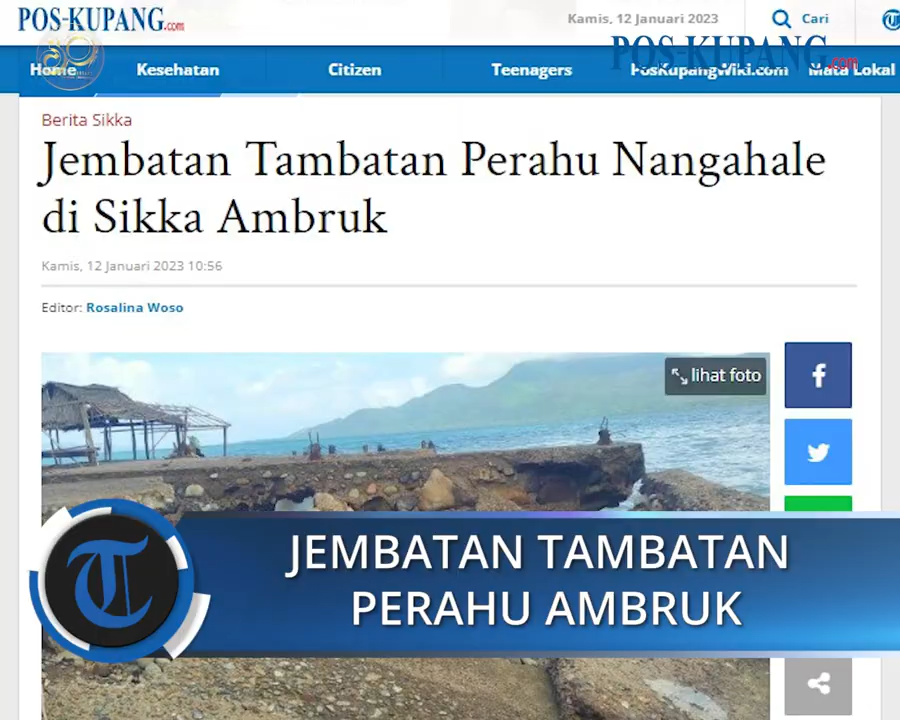 POS-KUPANG.com
Kamis, 12 Januari 2023
Cari
POS-KUPANG.com
Home
Kesehatan
Citizen
Teenagers
PosKupangWiki.com
Mata Lokal
Berita Sikka
Jembatan Tambatan Perahu Nangahale
di Sikka Ambruk
Kamis, 12 Januari 2023 10:56
Editor: Rosalina Woso
lihat foto
JEMBATAN TAMBATAN
PERAHU AMBRUK